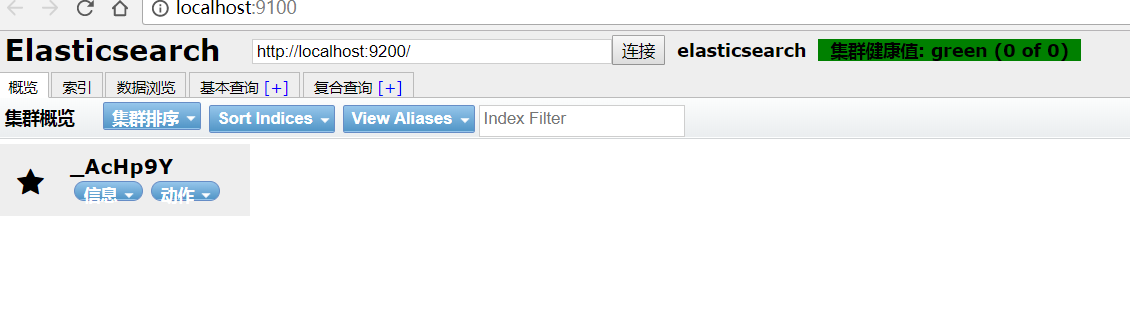 localhost:9100
Elasticsearch http://localhost:9200/ 连接 elasticsearch 集群健康值: green (0 of 0)
概览 索引 数据浏览 基本查询 [+] 复合查询 [+]
集群概览 集群排序 Sort Indices View Aliases Index Filter
_AcHp9Y
信息 动作